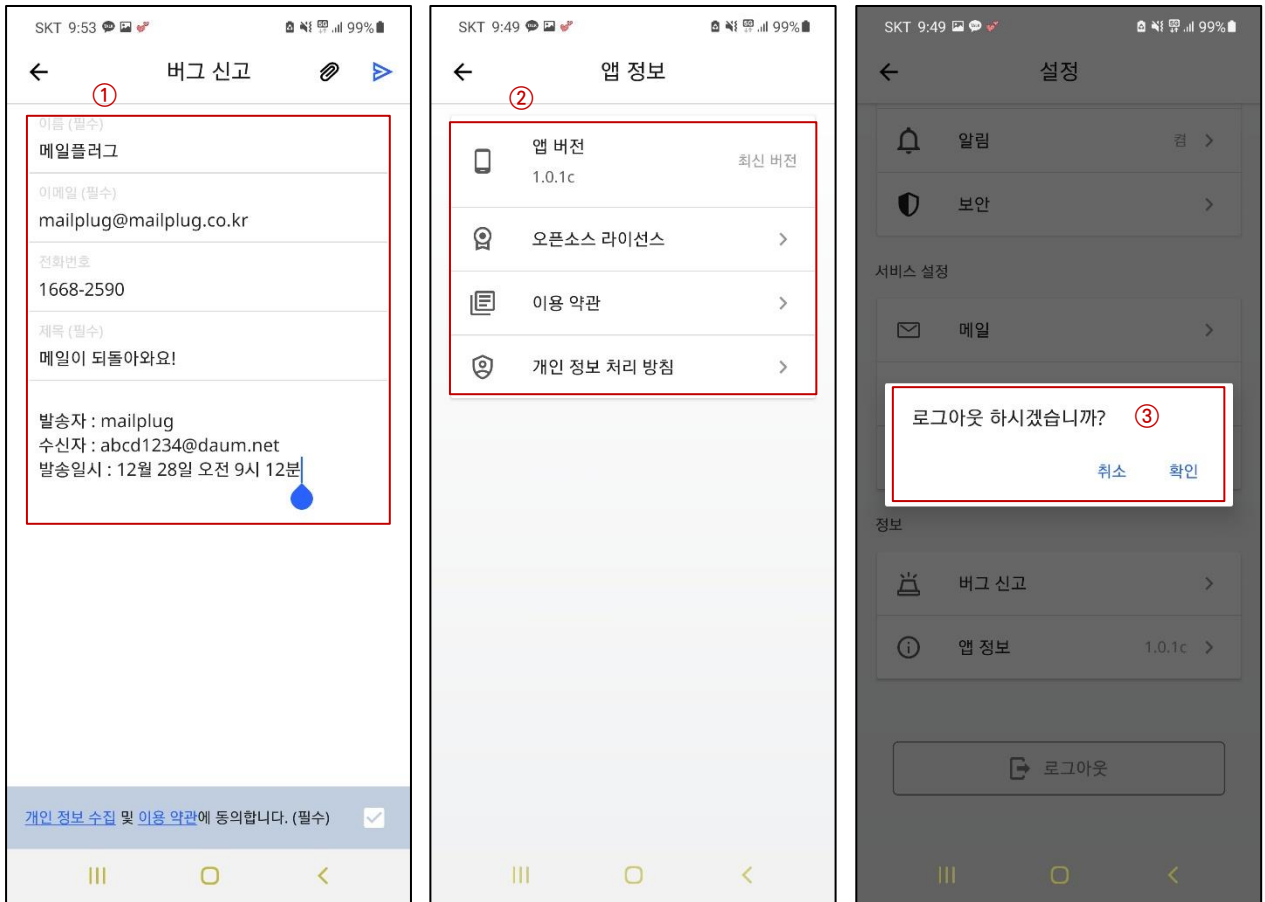 SKT 9:53
99%
버그 신고
①
이름 (필수)
메일플러그
이메일 (필수)
mailplug@mailplug.co.kr
전화번호
1668-2590
제목 (필수)
메일이 되돌아와요!
발송자 : mailplug
수신자 : abcd1234@daum.net
발송일시 : 12월 28일 오전 9시 12분
개인 정보 수집 및 이용 약관에 동의합니다. (필수)
SKT 9:49
99%
앱 정보
②
앱 버전
1.0.1c
최신 버전
오픈소스 라이선스
이용 약관
개인 정보 처리 방침
SKT 9:49
99%
설정
알림
켬
보안
서비스 설정
메일
로그아웃 하시겠습니까?
③
취소 확인
정보
버그 신고
앱 정보
1.0.1c
로그아웃